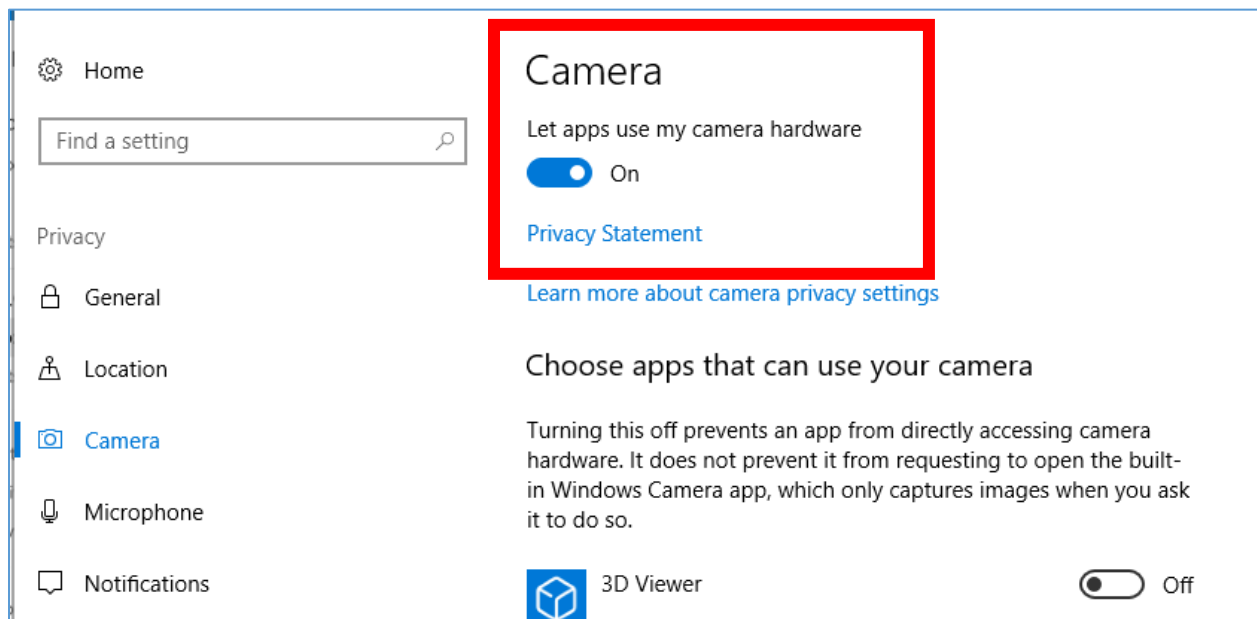 Home
Find a setting
Privacy
General
Location
Camera
Microphone
Notifications
Camera
Let apps use my camera hardware
On
Privacy Statement
Learn more about camera privacy settings
Choose apps that can use your camera
Turning this off prevents an app from directly accessing camera
hardware. It does not prevent it from requesting to open the built-
in Windows Camera app, which only captures images when you ask
it to do so.
3D Viewer
Off